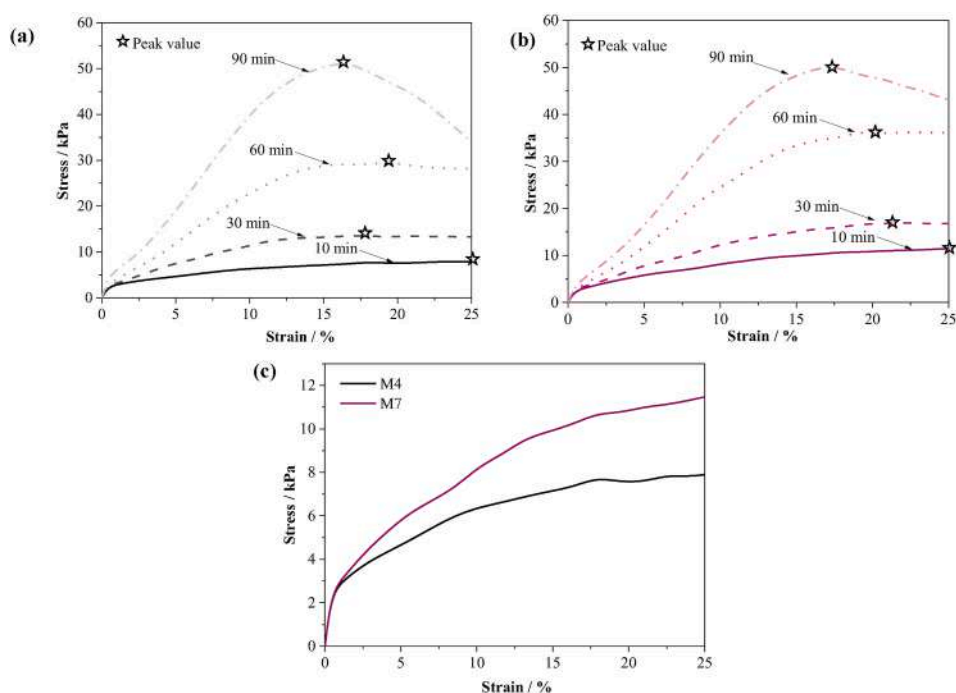 (a)
Stress / kPa
60
50
40
30
20
10
0
Peak value
90 min
60 min
30 min
10 min
0
5
10
15
20
25
Strain / %
(b)
Stress / kPa
60
50
40
30
20
10
0
Peak value
90 min
60 min
30 min
10 min
0
5
10
15
20
25
Strain / %
(c)
Stress / kPa
12
10
8
6
4
2
0
M4
M7
0
5
10
15
20
25
Strain / %